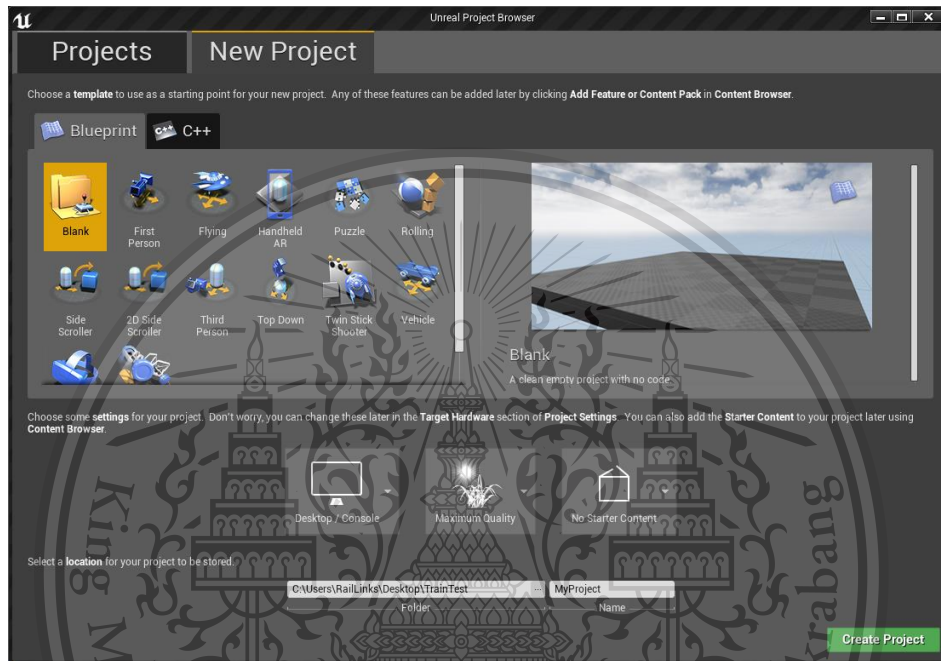 Unreal Project Browser
Projects
New Project
Choose a template to use as a starting point for your new project. Any of these features can be added later by clicking Add Feature or Content Pack in Content Browser.
Blueprint
C++
C++
Blank
First
Person
Flying
Handheld
AR
Puzzle
Rolling
Side
Scroller
2D Side
Scroller
Third
Person
Top Down
Twin Stick
Shooter
Vehicle
Blank
A clean empty project with no code.
Choose some settings for your project. Don't worry, you can change these later in the Target Hardware section of Project Settings. You can also add the Starter Content to your project later using
Content Browser.
Desktop / Console
Maximum Quality
No Starter Content
Select a location for your project to be stored.
C:\Users\RailLinks\Desktop\TrainTest
...
MyProject
Folder
Name
Create Project
King M
krabang